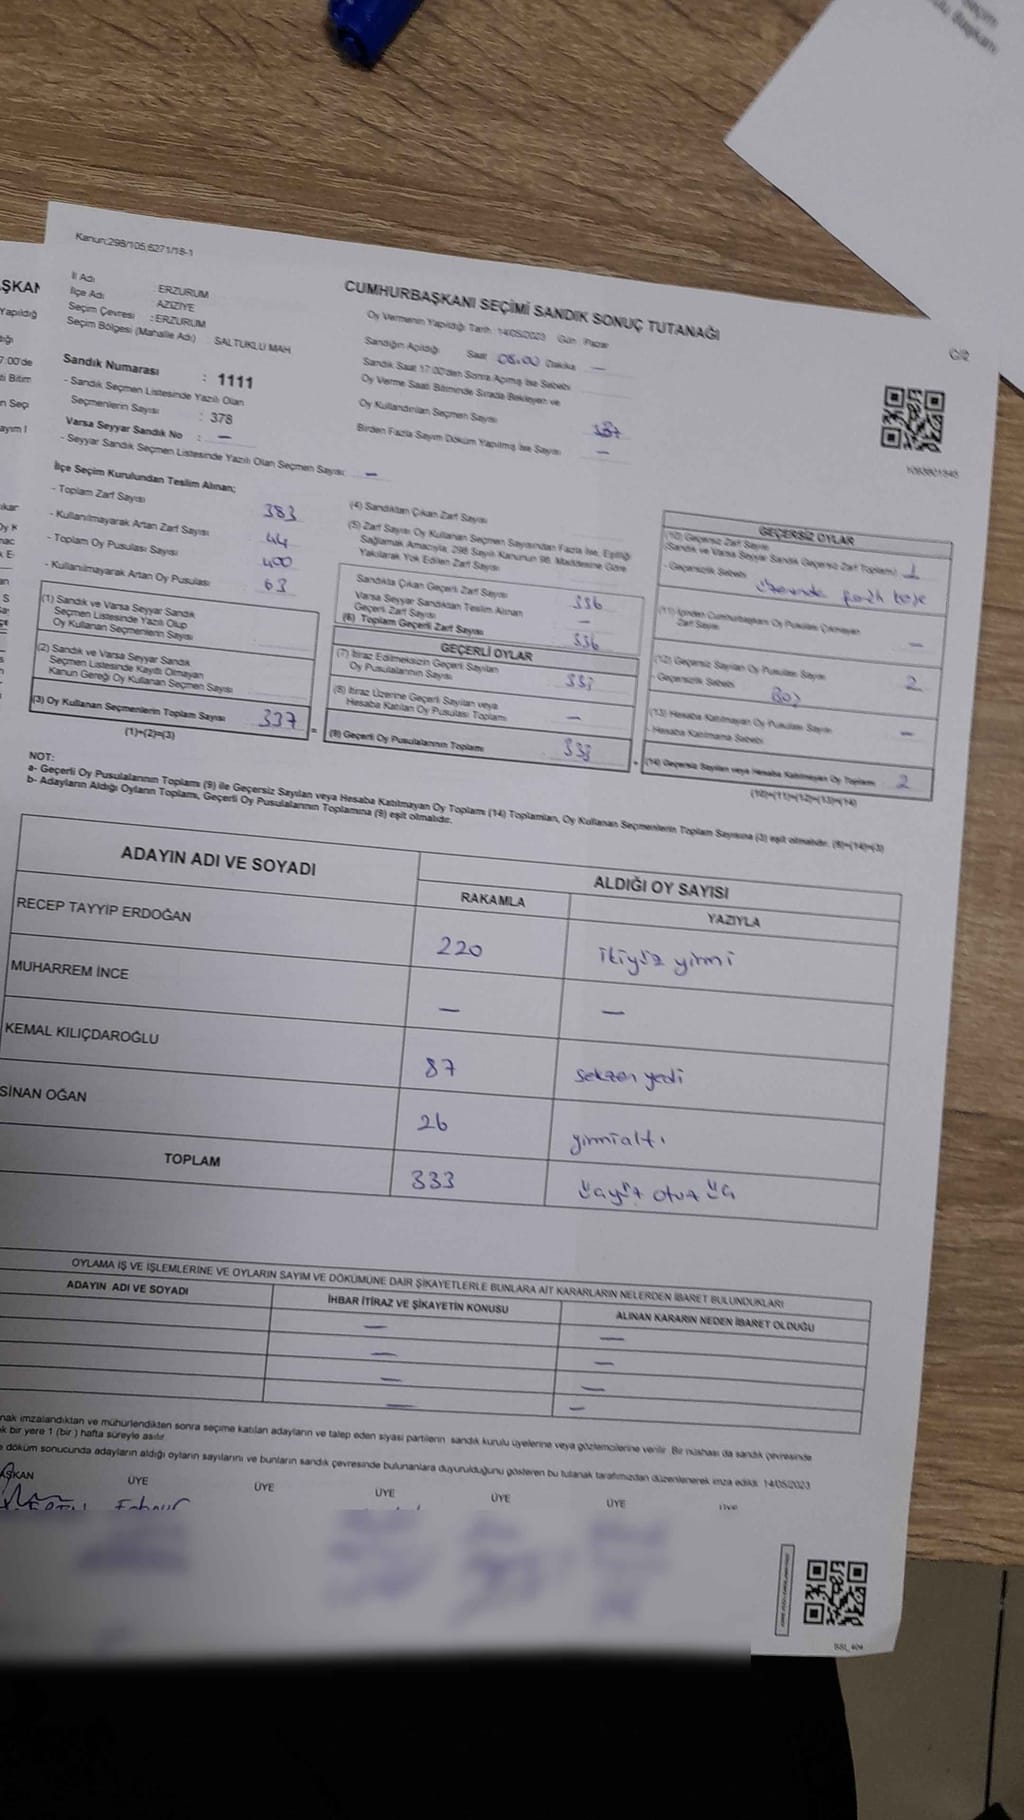 Kanun:298/105;6271/18-1
CUMHURBAŞKANI SEÇİMİ SANDIK SONUÇ TUTANAĞI
C/2
İl Adı ERZURUM
İlçe Adı AZİZİYE
Seçim Çevresi : ERZURUM
Seçim Bölgesi (Mahalle Adı) SALTUKLU MAH
Sandık Numarası : 1111
- Sandık Seçmen Listesinde Yazılı Olan
Seçmenlerin Sayısı : 378
Varsa Seyyar Sandık No : —
- Seyyar Sandık Seçmen Listesinde Yazılı Olan Seçmen Sayısı: —
Oy Vermenin Yapıldığı Tarih 14/05/2023 Gün Pazar
Sandığın Açıldığı Saat 08.00 Dakika —
Sandık Saat 17:00'den Sonra Açılmış İse Sebebi
Oy Verme Saati Bitiminde Sırada Bekleyen ve
Oy Kullandırılan Seçmen Sayısı 337
Birden Fazla Sayım Döküm Yapılmış İse Sayısı —
İlçe Seçim Kurulundan Teslim Alınan;
- Toplam Zarf Sayısı 383
- Kullanılmayarak Artan Zarf Sayısı 44
- Toplam Oy Pusulası Sayısı 400
- Kullanılmayarak Artan Oy Pusulası 63
(1) Sandık ve Varsa Seyyar Sandık
Seçmen Listesinde Yazılı Olup
Oy Kullanan Seçmenlerin Sayısı
(2) Sandık ve Varsa Seyyar Sandık
Seçmen Listesinde Kayıtlı Olmayan
Kanun Gereği Oy Kullanan Seçmen Sayısı
(3) Oy Kullanan Seçmenlerin Toplam Sayısı 337
(1)+(2)=(3)
(4) Sandıktan Çıkan Zarf Sayısı
(5) Zarf Sayısı Oy Kullanan Seçmen Sayısından Fazla İse, Eşitliği
Sağlamak Amacıyla, 298 Sayılı Kanunun 98. Maddesine Göre
Yakılarak Yok Edilen Zarf Sayısı
Sandıkta Çıkan Geçerli Zarf Sayısı 336
Varsa Seyyar Sandıktan Teslim Alınan
Geçerli Zarf Sayısı —
(6) Toplam Geçerli Zarf Sayısı 336
GEÇERLİ OYLAR
(7) İtiraz Edilmeksizin Geçerli Sayılan
Oy Pusulalarının Sayısı 333
(8) İtiraz Üzerine Geçerli Sayılan veya
Hesaba Katılan Oy Pusulası Toplamı —
(9) Geçerli Oy Pusulalarının Toplamı 333
GEÇERSİZ OYLAR
(10) Geçersiz Zarf Sayısı
(Sandık ve Varsa Seyyar Sandık Geçersiz Zarf Toplamı) 1
- Geçersizlik Sebebi Üzerinde fazla
(11) İçinden Cumhurbaşkanı Oy Pusulası Çıkmayan
Zarf Sayısı —
(12) Geçersiz Sayılan Oy Pusulası Sayısı 2
- Geçersizlik Sebebi Boş
(13) Hesaba Katılmayan Oy Pusulası Sayısı —
- Hesaba Katılmama Sebebi
(14) Geçersiz Sayılan veya Hesaba Katılmayan Oy Toplamı 2
(10)+(11)+(12)+(13)=(14)
NOT:
a- Geçerli Oy Pusulalarının Toplamı (9) ile Geçersiz Sayılan veya Hesaba Katılmayan Oy Toplamı (14) Toplamları, Oy Kullanan Seçmenlerin Toplam Sayısına (3) eşit olmalıdır. (9)+(14)=(3)
b- Adayların Aldığı Oyların Toplamı, Geçerli Oy Pusulalarının Toplamına (9) eşit olmalıdır.
ADAYIN ADI VE SOYADI ALDIĞI OY SAYISI
RAKAMLA YAZIYLA
RECEP TAYYİP ERDOĞAN 220 ikiyüz yirmi
MUHARREM İNCE — —
KEMAL KILIÇDAROĞLU 87 seksen yedi
SİNAN OĞAN 26 yirmialtı
TOPLAM 333 üçyüz otuz üç
OYLAMA İŞ VE İŞLEMLERİNE VE OYLARIN SAYIM VE DÖKÜMÜNE DAİR ŞİKAYETLERLE BUNLARA AİT KARARLARIN NELERDEN İBARET BULUNDUKLARI
ADAYIN ADI VE SOYADI İHBAR İTİRAZ VE ŞİKAYETİN KONUSU ALINAN KARARIN NEDEN İBARET OLDUĞU
— —
— —
— —
— —
nak imzalandıktan ve mühürlendikten sonra seçime katılan adayların ve talep eden siyasi partilerin sandık kurulu üyelerine veya gözlemcilerine verilir. Bir nüshası da sandık çevresinde
k bir yere 1 (bir) hafta süreyle asılır.
döküm sonucunda adayların aldığı oyların sayılarını ve bunların sandık çevresinde bulunanlara duyurulduğunu gösteren bu tutanak tarafımızdan düzenlenerek imza edildi. 14/05/2023
AŞKAN ÜYE ÜYE ÜYE ÜYE ÜYE